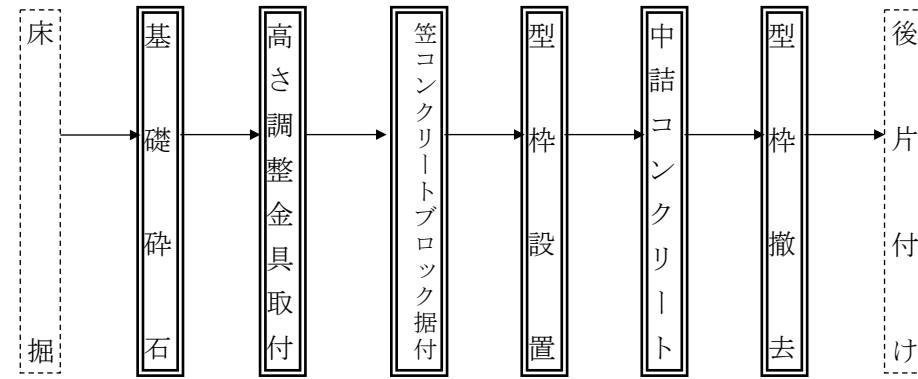 床掘
基礎砕石
高さ調整金具取付
笠コンクリートブロック据付
型枠設置
中詰コンクリート
型枠撤去
後片付け